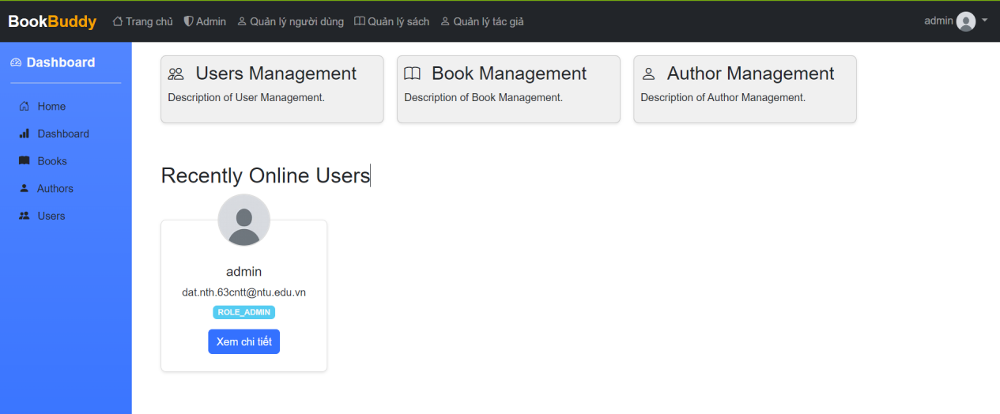 BookBuddy Trang chủ Admin Quản lý người dùng Quản lý sách Quản lý tác giả admin
Dashboard
Home
Dashboard
Books
Authors
Users
Users Management
Description of User Management.
Book Management
Description of Book Management.
Author Management
Description of Author Management.
Recently Online Users
admin
dat.nth.63cntt@ntu.edu.vn
ROLE_ADMIN
Xem chi tiết